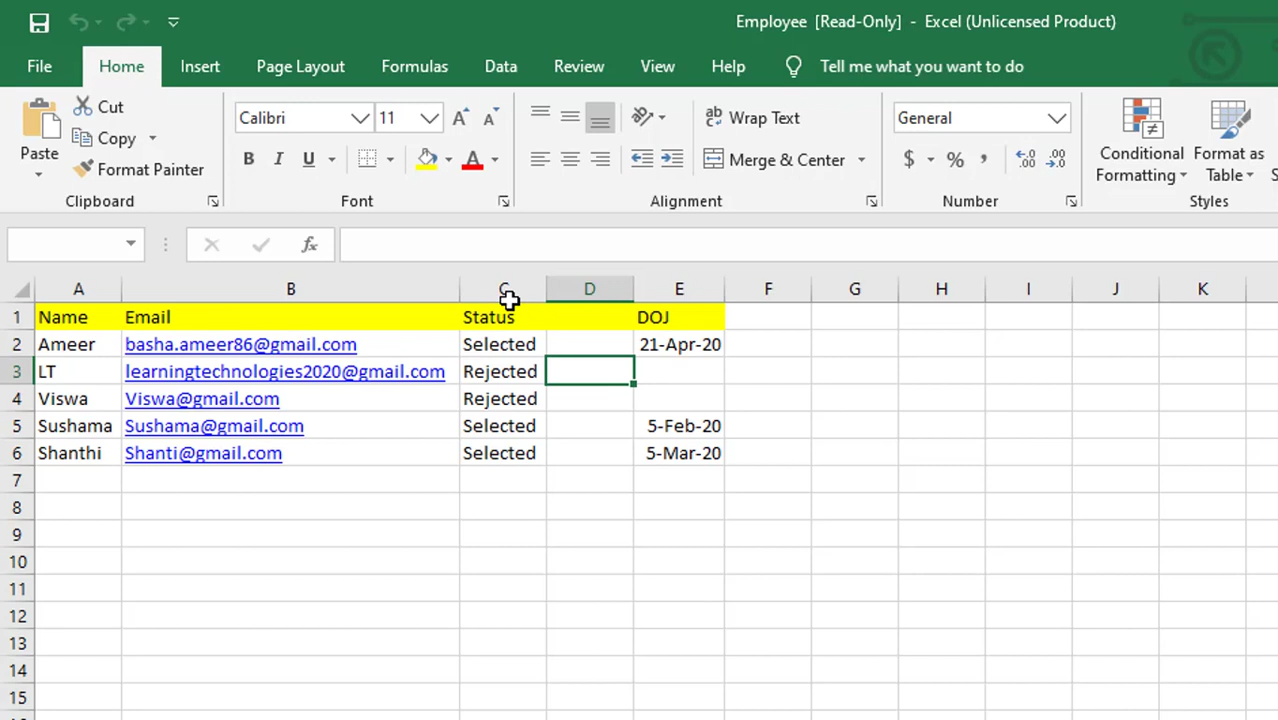 Employee [Read-Only] - Excel (Unlicensed Product)
File Home Insert Page Layout Formulas Data Review View Help Tell me what you want to do
Paste
Cut
Copy
Format Painter
Clipboard
Calibri 11
B I U A
Font
ab Wrap Text
Merge & Center
Alignment
General
$ % ,
Number
Conditional Formatting
Format as Table
Styles
fx
A B C D E F G H I J K
1 Name Email Status DOJ
2 Ameer basha.ameer86@gmail.com Selected 21-Apr-20
3 LT learningtechnologies2020@gmail.com Rejected
4 Viswa Viswa@gmail.com Rejected
5 Sushama Sushama@gmail.com Selected 5-Feb-20
6 Shanthi Shanti@gmail.com Selected 5-Mar-20
7
8
9
10
11
12
13
14
15